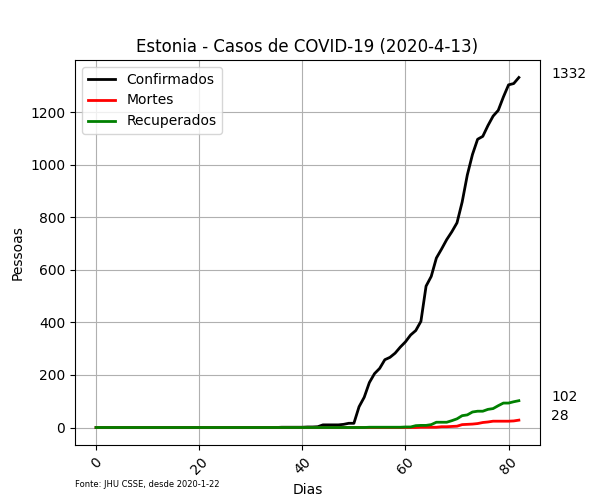 Estonia - Casos de COVID-19 (2020-4-13)
Confirmados
Mortes
Recuperados
1332
102
28
Pessoas
1200
1000
800
600
400
200
0
0
20
40
60
80
Dias
Fonte: JHU CSSE, desde 2020-1-22